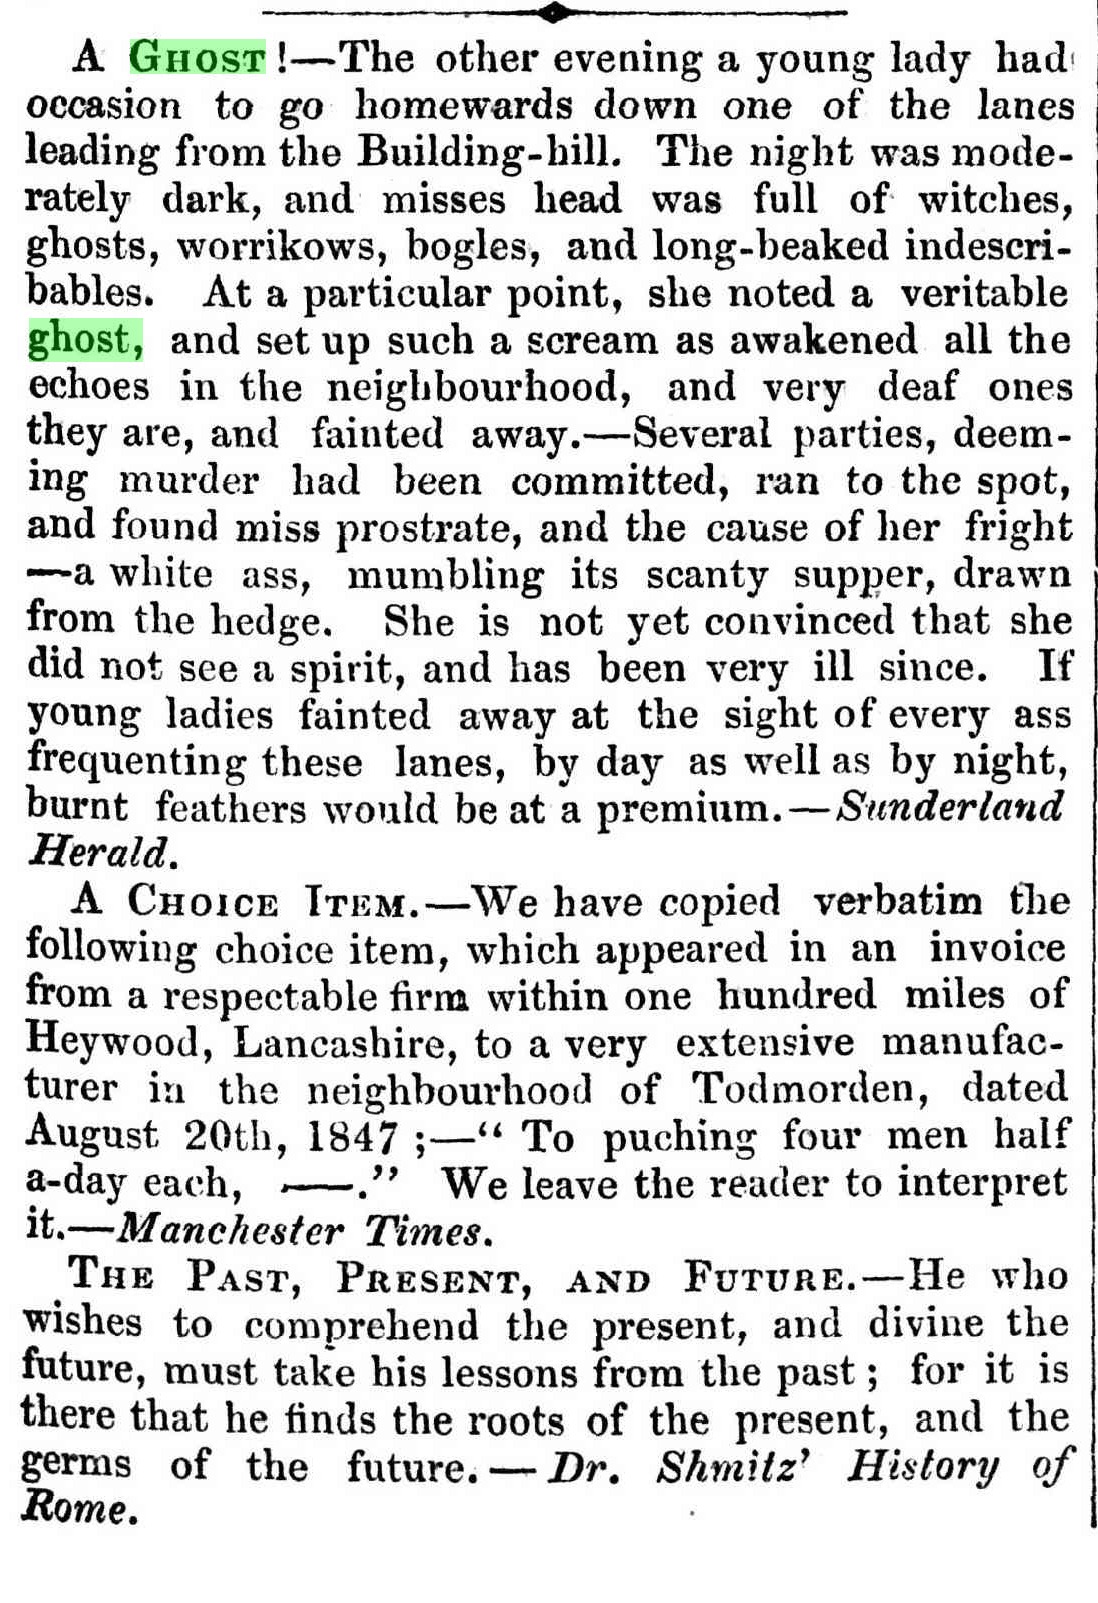 A GHOST !—The other evening a young lady had
occasion to go homewards down one of the lanes
leading from the Building-hill. The night was mode-
rately dark, and misses head was full of witches,
ghosts, worrikows, bogles, and long-beaked indescri-
bables. At a particular point, she noted a veritable
ghost, and set up such a scream as awakened all the
echoes in the neighbourhood, and very deaf ones
they are, and fainted away.—Several parties, deem-
ing murder had been committed, ran to the spot,
and found miss prostrate, and the cause of her fright
—a white ass, mumbling its scanty supper, drawn
from the hedge. She is not yet convinced that she
did not see a spirit, and has been very ill since. If
young ladies fainted away at the sight of every ass
frequenting these lanes, by day as well as by night,
burnt feathers would be at a premium.—Sunderland
Herald.
A CHOICE ITEM.—We have copied verbatim the
following choice item, which appeared in an invoice
from a respectable firm within one hundred miles of
Heywood, Lancashire, to a very extensive manufac-
turer in the neighbourhood of Todmorden, dated
August 20th, 1847 ;—“ To puching four men half
a-day each, ——.” We leave the reader to interpret
it.—Manchester Times.
THE PAST, PRESENT, AND FUTURE.—He who
wishes to comprehend the present, and divine the
future, must take his lessons from the past ; for it is
there that he finds the roots of the present, and the
germs of the future. — Dr. Shmitz’ History of
Rome.